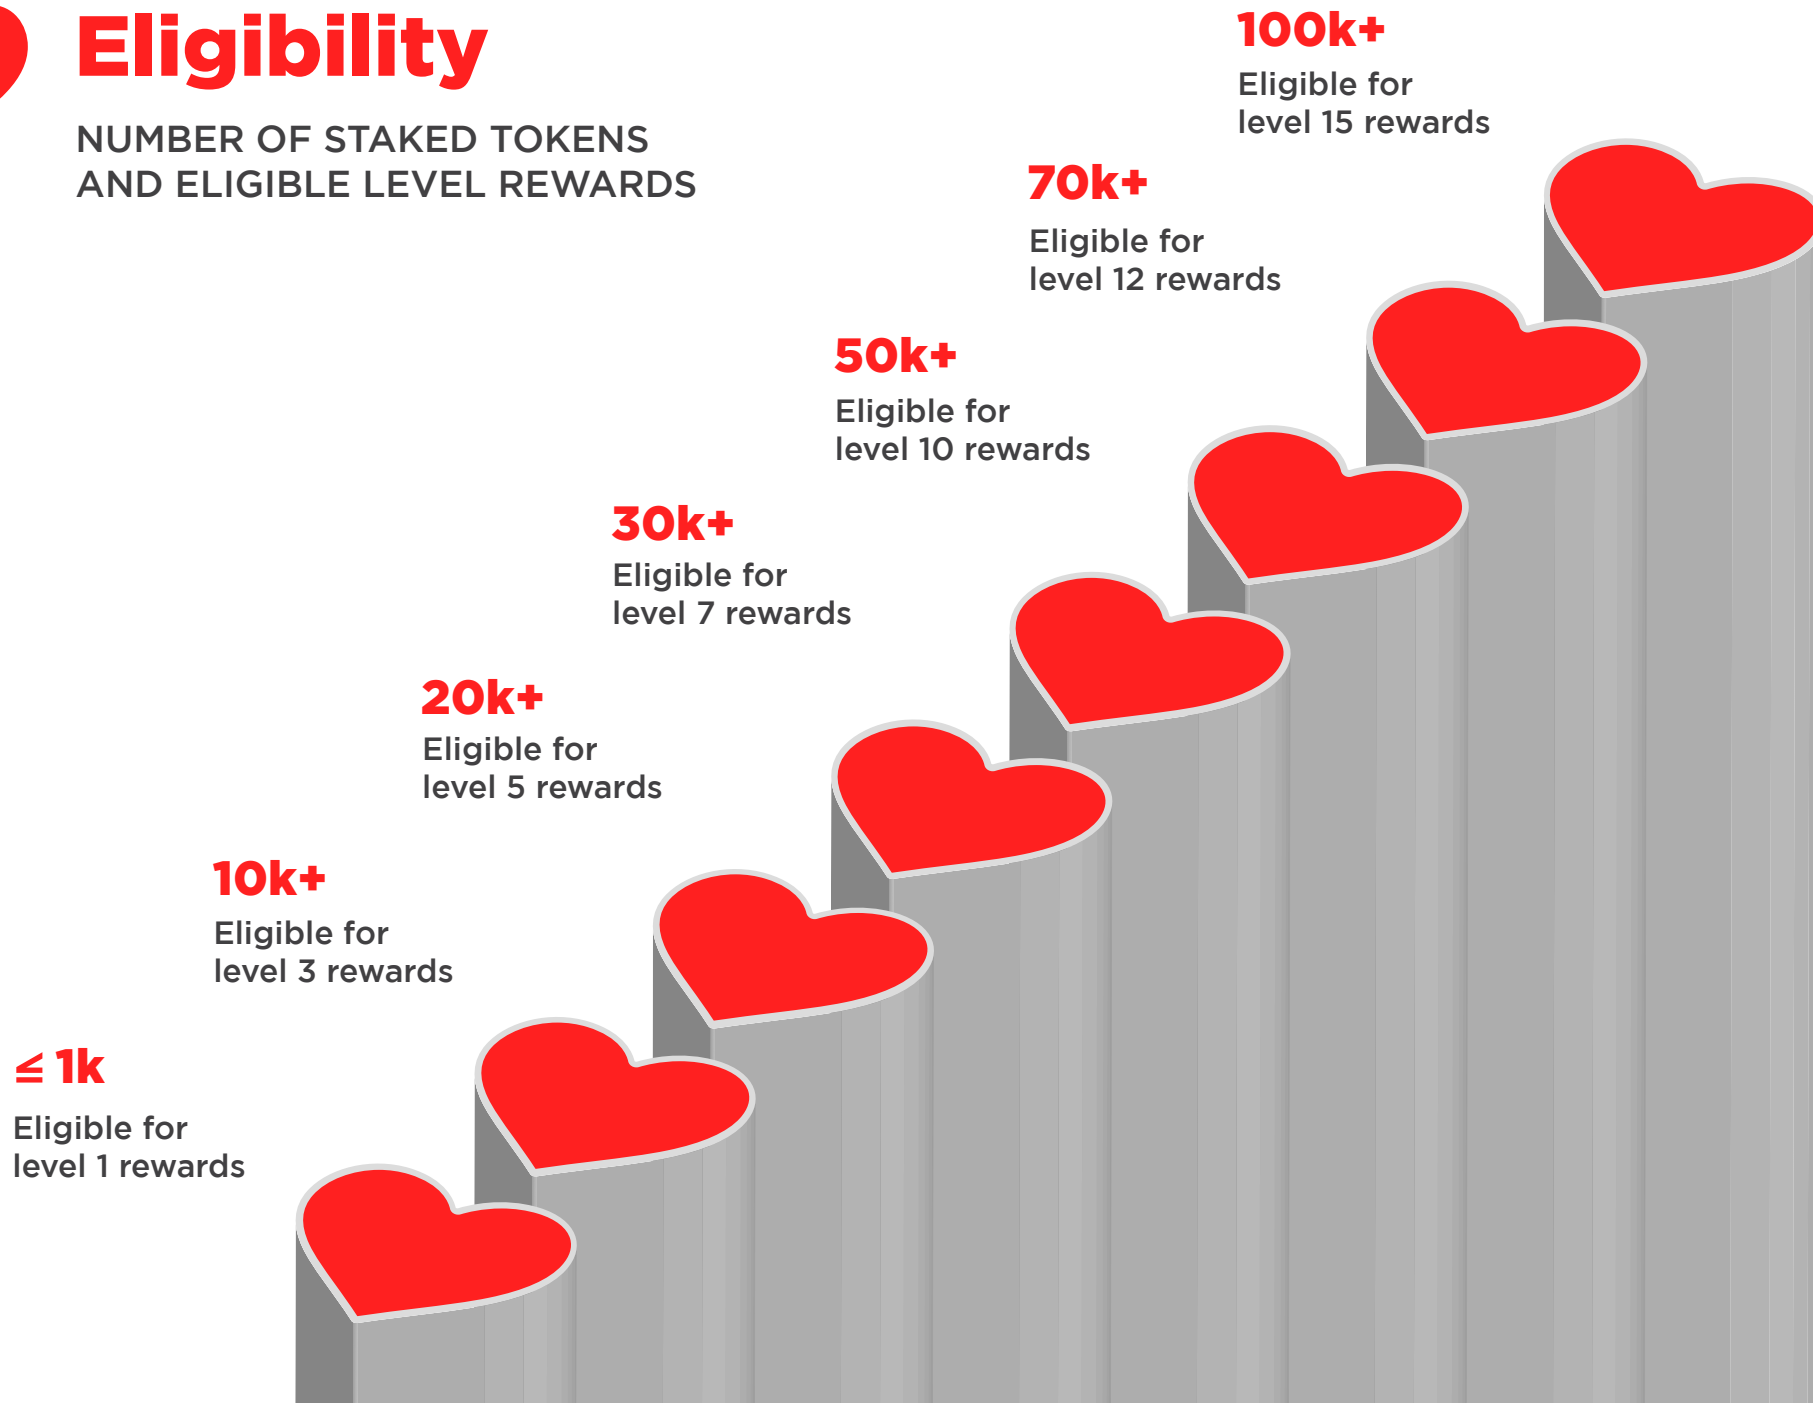 Eligibility
NUMBER OF STAKED TOKENS
AND ELIGIBLE LEVEL REWARDS
100k+
Eligible for
level 15 rewards
70k+
Eligible for
level 12 rewards
50k+
Eligible for
level 10 rewards
30k+
Eligible for
level 7 rewards
20k+
Eligible for
level 5 rewards
10k+
Eligible for
level 3 rewards
≦ 1k
Eligible for
level 1 rewards